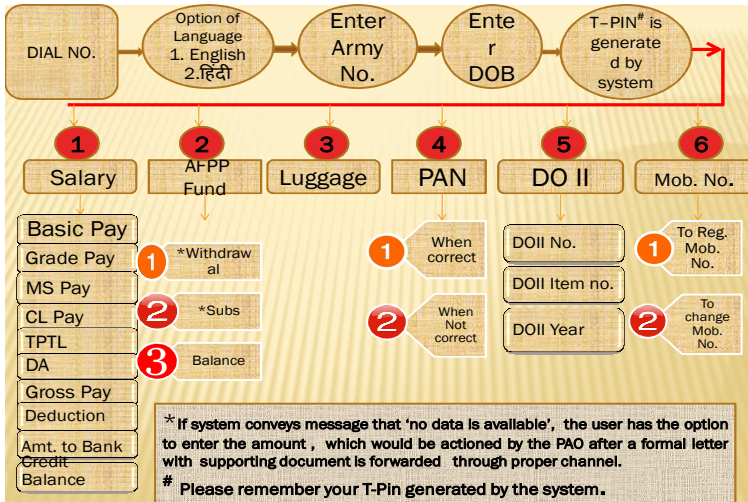 DIAL NO.
Option of
Language
1. English
2.हिंदी
Enter
Army
No.
Ente
r
DOB
T–PIN# is
generate
d by
system
1
Salary
Basic Pay
Grade Pay
MS Pay
CL Pay
TPTL
DA
Gross Pay
Deduction
Amt. to Bank
Credit
Balance
2
AFPP
Fund
1
*Withdraw
al
2
*Subs
3
Balance
3
Luggage
4
PAN
1
When
correct
2
When
Not
correct
5
DO II
DOII No.
DOII Item no.
DOII Year
6
Mob. No.
1
To Reg.
Mob.
No.
2
To
change
Mob.
No.
*If system conveys message that ‘no data is available’, the user has the option
to enter the amount , which would be actioned by the PAO after a formal letter
with supporting document is forwarded through proper channel.
# Please remember your T-Pin generated by the system.